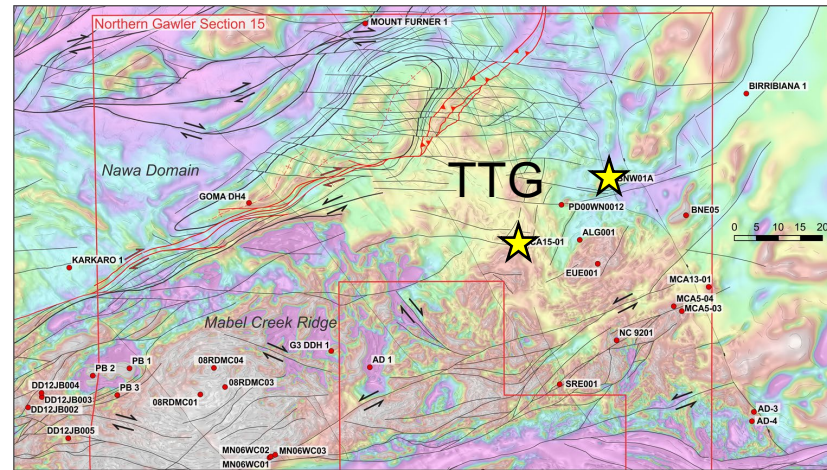 Northern Gawler Section 15
MOUNT FURNER 1
BIRRIBIANA 1
Nawa Domain
TTG
BNW01A
GOMA DH4
PD00WN0012
BNE05
ALG001
CA15-01
EUE001
0 5 10 15 20
KARKARO 1
MCA13-01
MCA5-04
MCA5-03
Mabel Creek Ridge
NC 9201
G3 DDH 1
PB 1
PB 2
08RDMC04
AD 1
08RDMC03
SRE001
DD12JB004
PB 3
DD12JB003
08RDMC01
DD12JB002
AD-3
AD-4
DD12JB005
MN06WC02
MN06WC03
MN06WC01